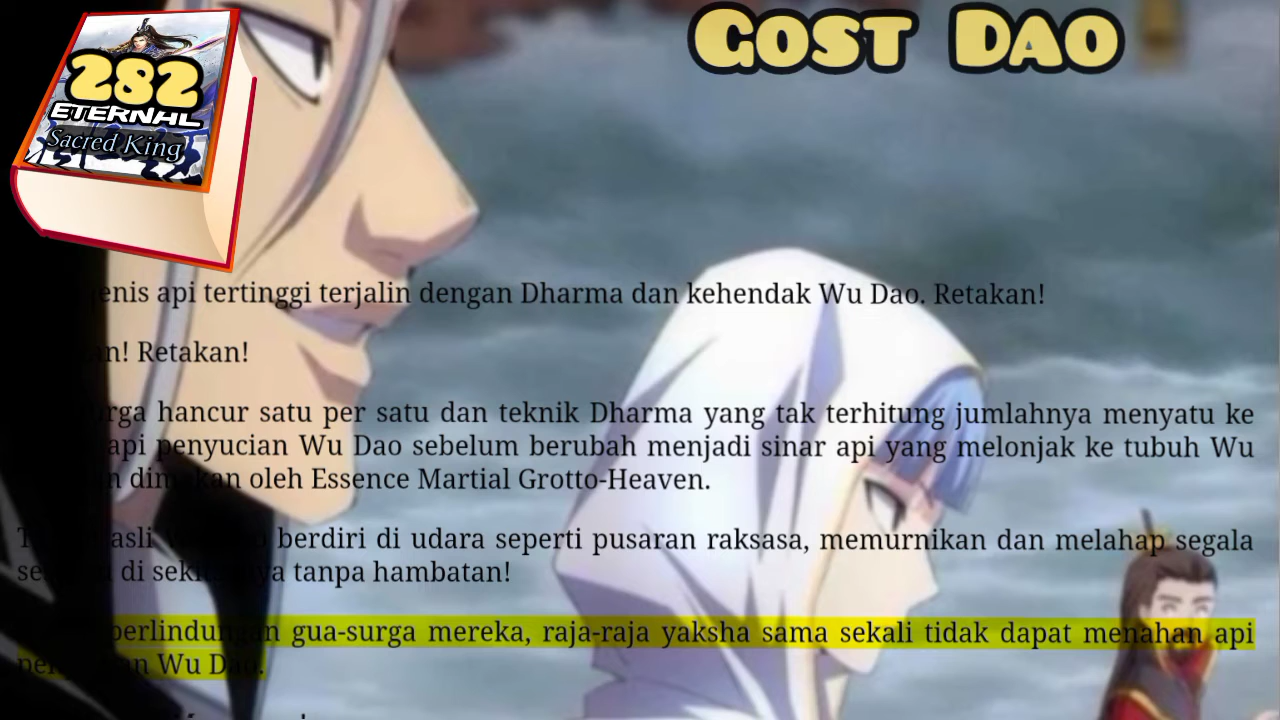 GOST DAO
282
ETERNAL
Sacred King
jenis api tertinggi terjalin dengan Dharma dan kehendak Wu Dao. Retakan!
Retakan!
hancur satu per satu dan teknik Dharma yang tak terhitung jumlahnya menyatu ke
api penyucian Wu Dao sebelum berubah menjadi sinar api yang melonjak ke tubuh Wu
dimakan oleh Essence Martial Grotto-Heaven.
asli berdiri di udara seperti pusaran raksasa, memurnikan dan melahap segala
di sekitarnya tanpa hambatan!
perlindungan gua-surga mereka, raja-raja yaksha sama sekali tidak dapat menahan api
Wu Dao.